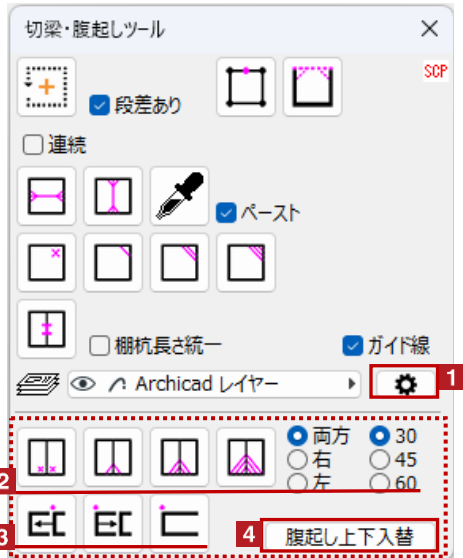 切梁・腹起しツール
SCP
段差あり
連続
ペースト
棚杭長さ統一
ガイド線
Archicad レイヤー
1
両方 30
右 45
左 60
2
3
4 腹起し上下入替